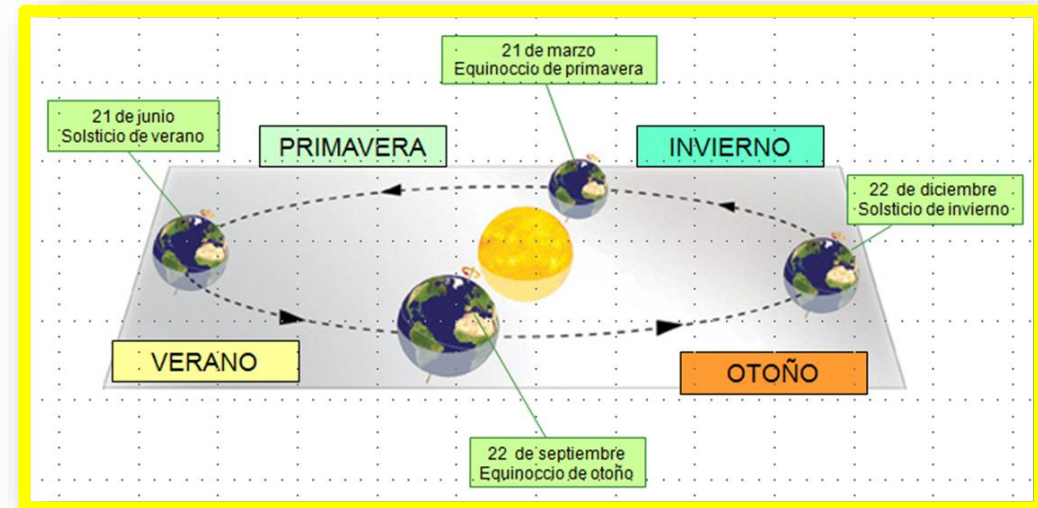 21 de marzo
Equinoccio de primavera
21 de junio
Solsticio de verano
PRIMAVERA
INVIERNO
22 de diciembre
Solsticio de invierno
VERANO
OTOÑO
22 de septiembre
Equinoccio de otoño